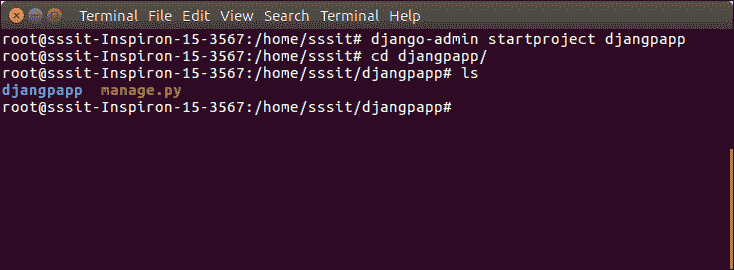 Terminal File Edit View Search Terminal Help
root@sssit-Inspiron-15-3567:/home/sssit# django-admin startproject djangpapp
root@sssit-Inspiron-15-3567:/home/sssit# cd djangpapp/
root@sssit-Inspiron-15-3567:/home/sssit/djangpapp# ls
djangpapp manage.py
root@sssit-Inspiron-15-3567:/home/sssit/djangpapp#